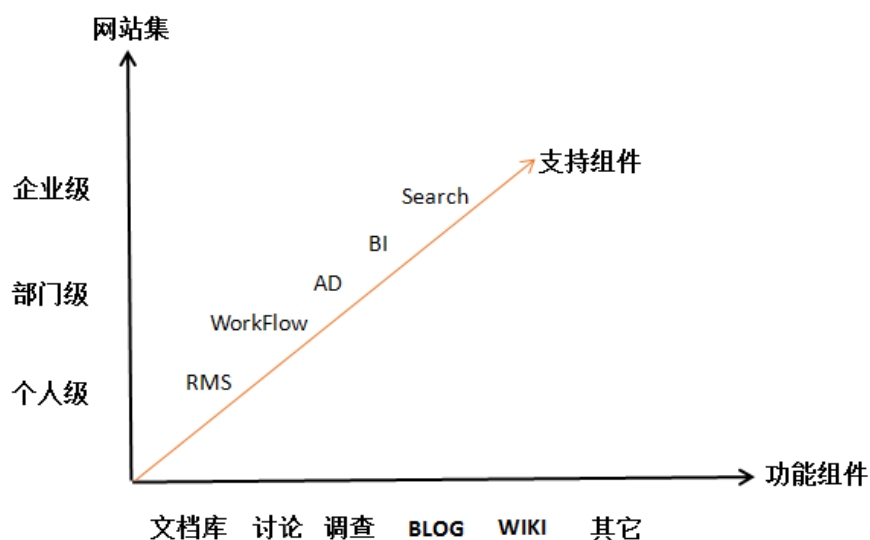 网站集
企业级
支持组件
Search
BI
部门级
AD
WorkFlow
个人级
RMS
功能组件
文档库 讨论 调查 BLOG WIKI 其它